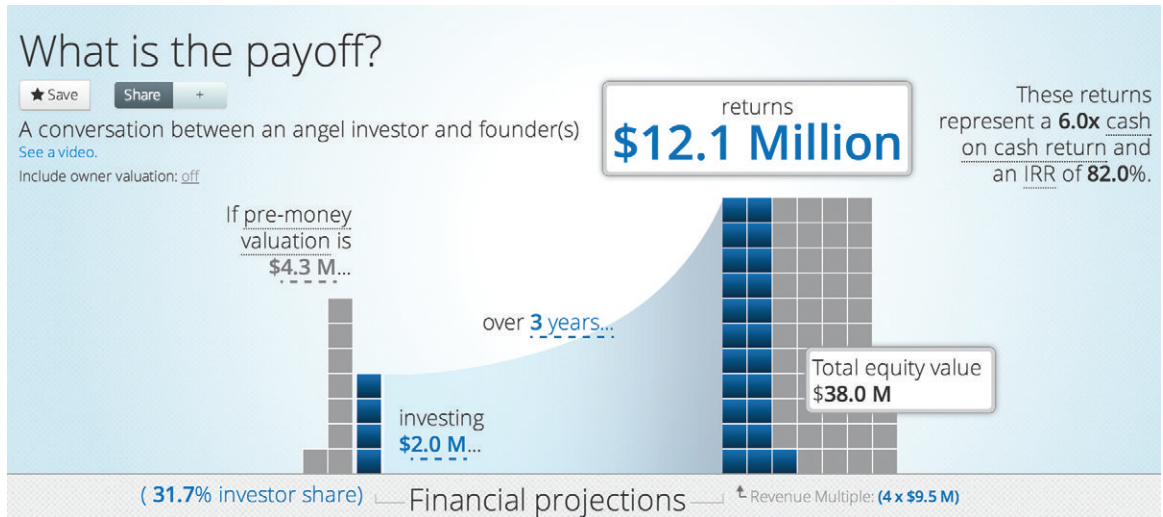 What is the payoff?
★ Save
Share +
A conversation between an angel investor and founder(s)
See a video.
Include owner valuation: off
returns
$12.1 Million
These returns
represent a 6.0x cash
on cash return and
an IRR of 82.0%.
If pre-money
valuation is
$4.3 M...
over 3 years...
investing
$2.0 M...
Total equity value
$38.0 M
( 31.7% investor share)
Financial projections
Revenue Multiple: (4 x $9.5 M)